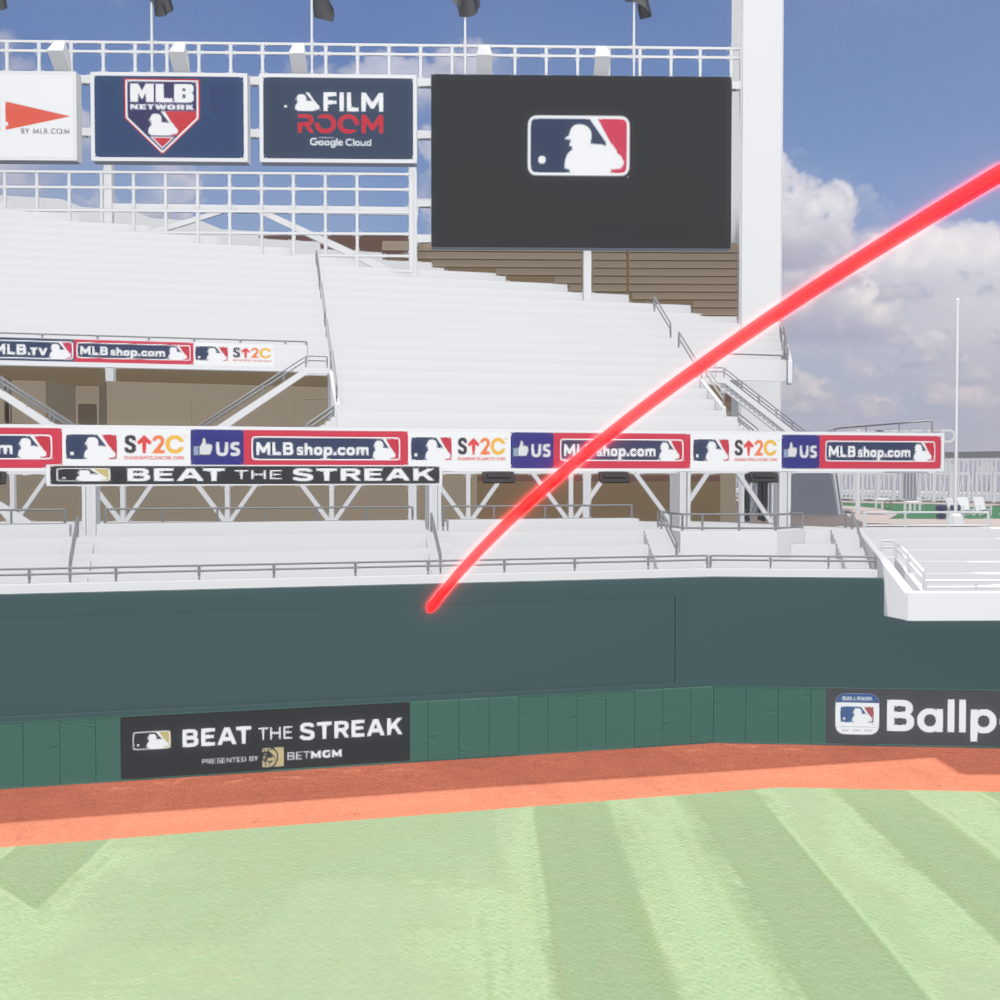 BY MLB.COM
MLB
NETWORK
FILM
ROOM
Google Cloud
MLB.TV
MLBshop.com
S↑2C
S↑2C
US
MLBshop.com
S↑2C
US
MLBshop.com
S↑2C
US
MLBshop.com
BEAT THE STREAK
BEAT THE STREAK
PRESENTED BY BETMGM
Ballp